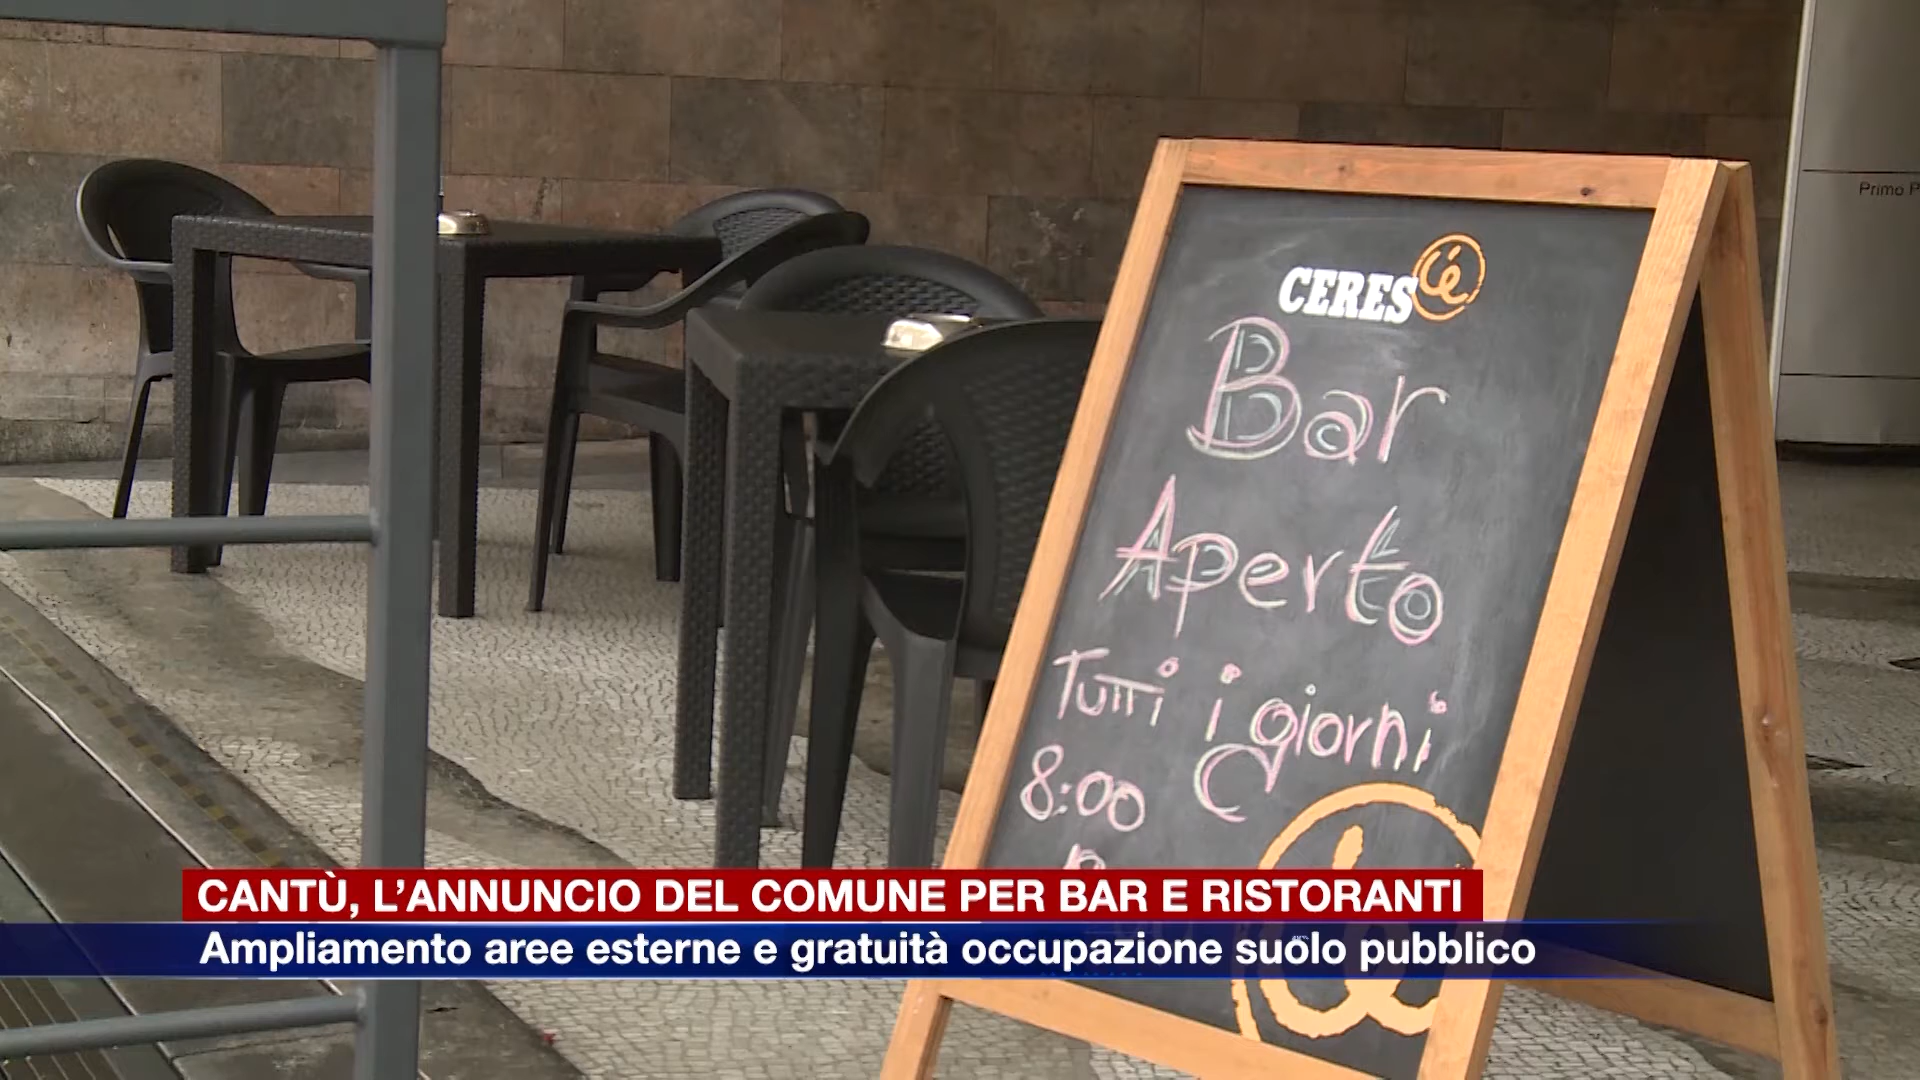 Primo P
CERES
Bar
Aperto
Tutti i giorni
8:00
CANTÙ, L'ANNUNCIO DEL COMUNE PER BAR E RISTORANTI
Ampliamento aree esterne e gratuità occupazione suolo pubblico